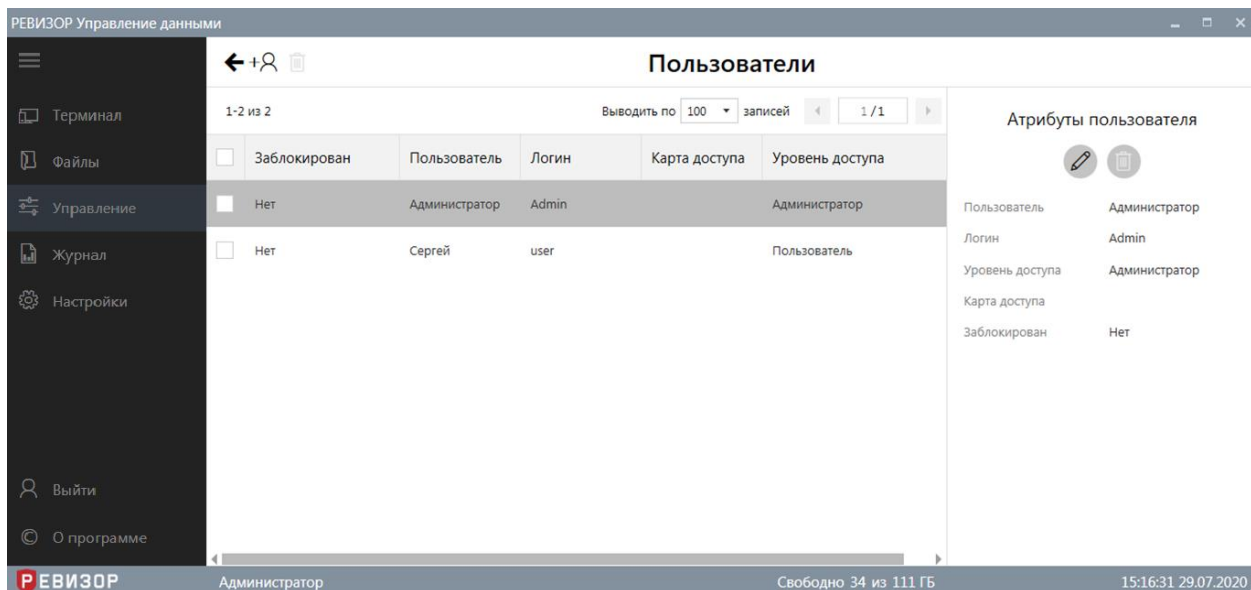 РЕВИЗОР Управление данными
Терминал
Файлы
Управление
Журнал
Настройки
Выйти
О программе
Пользователи
1-2 из 2
Выводить по 100 записей 1 / 1
Заблокирован Пользователь Логин Карта доступа Уровень доступа
Нет Администратор Admin Администратор
Нет Сергей user Пользователь
Атрибуты пользователя
Пользователь Администратор
Логин Admin
Уровень доступа Администратор
Карта доступа
Заблокирован Нет
РЕВИЗОР Администратор Свободно 34 из 111 ГБ 15:16:31 29.07.2020